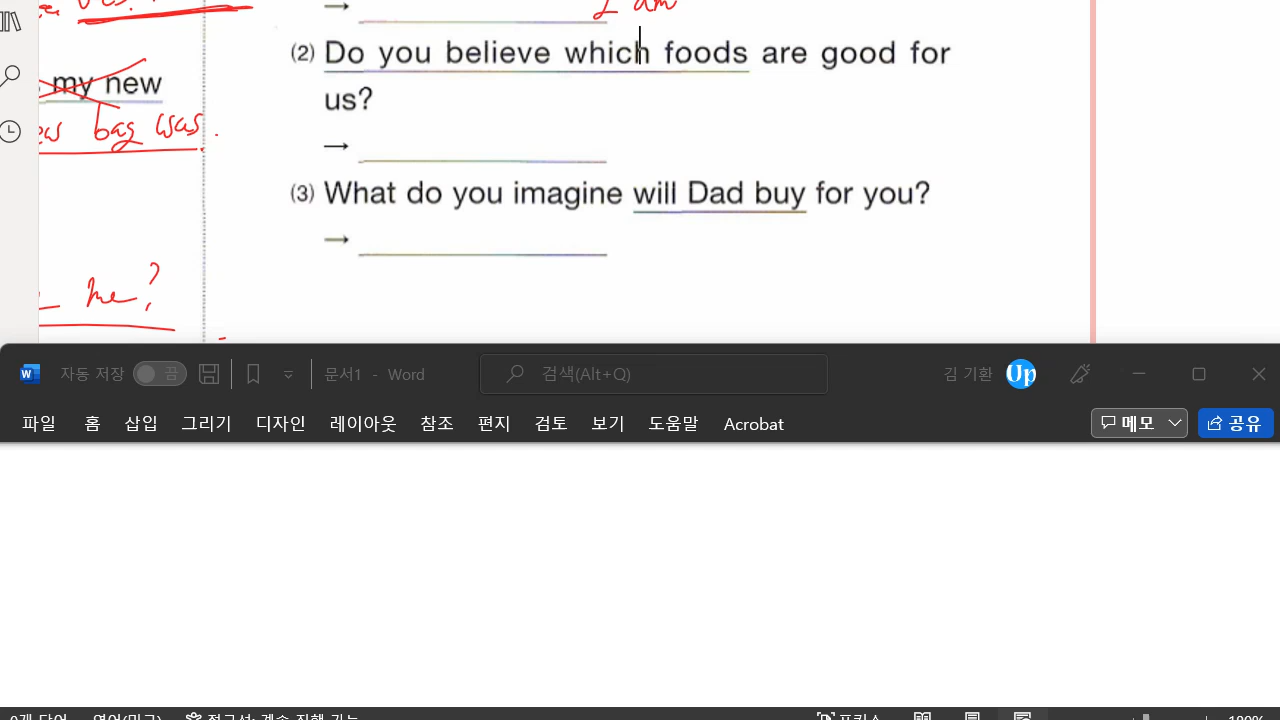 I am
(2) Do you believe which foods are good for
us?
→
my new
bag was.
(3) What do you imagine will Dad buy for you?
→
me?
자동 저장 끔 문서1 - Word 검색(Alt+Q) 김 기환 Up
파일 홈 삽입 그리기 디자인 레이아웃 참조 편지 검토 보기 도움말 Acrobat 메모 공유